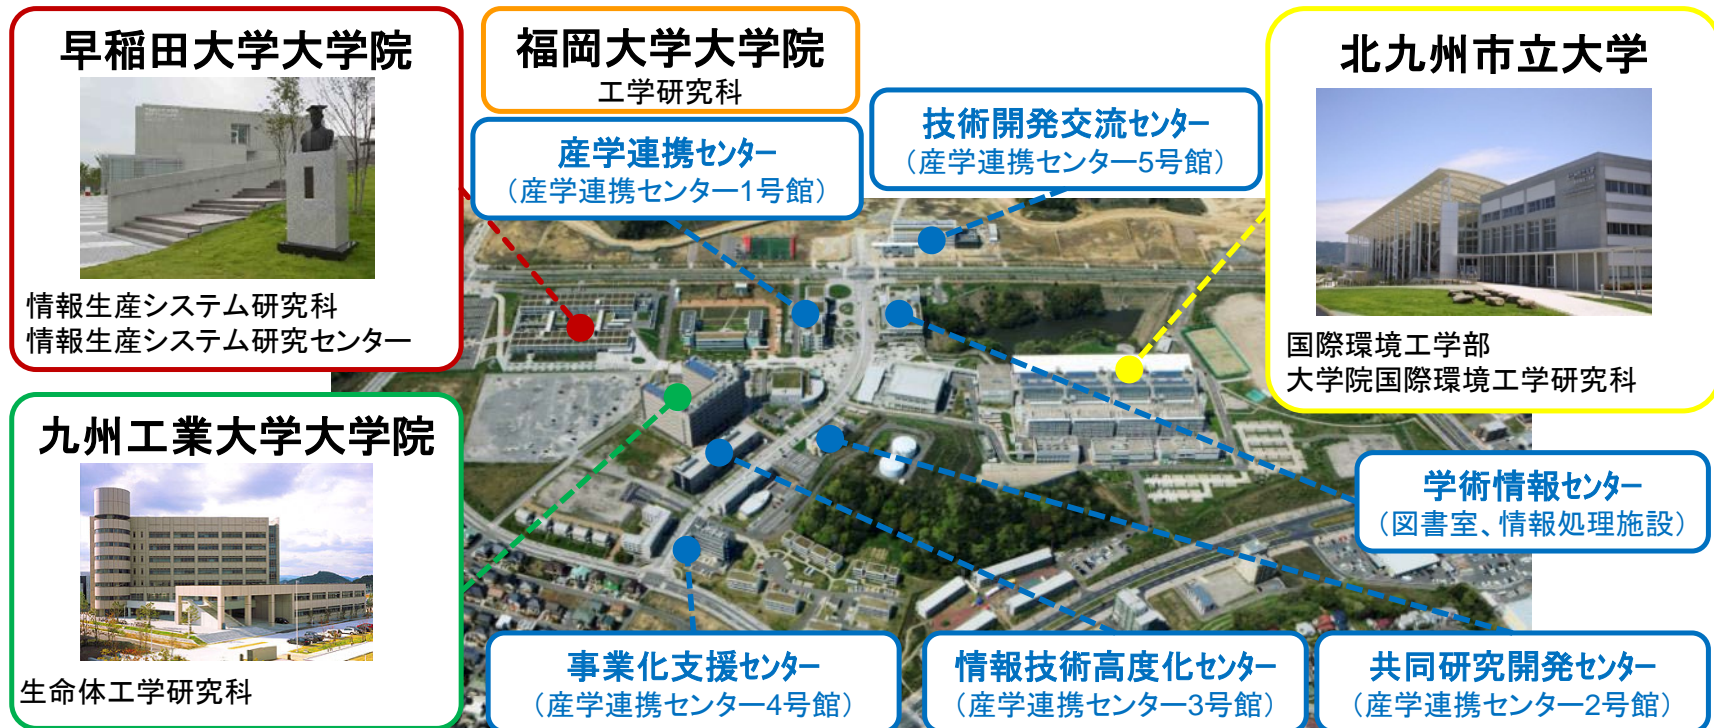 早稲田大学大学院
情報生産システム研究科
情報生産システム研究センター
福岡大学大学院
工学研究科
産学連携センター
（産学連携センター1号館）
技術開発交流センター
（産学連携センター5号館）
北九州市立大学
国際環境工学部
大学院国際環境工学研究科
九州工業大学大学院
生命体工学研究科
学術情報センター
（図書室、情報処理施設）
事業化支援センター
（産学連携センター4号館）
情報技術高度化センター
（産学連携センター3号館）
共同研究開発センター
（産学連携センター2号館）